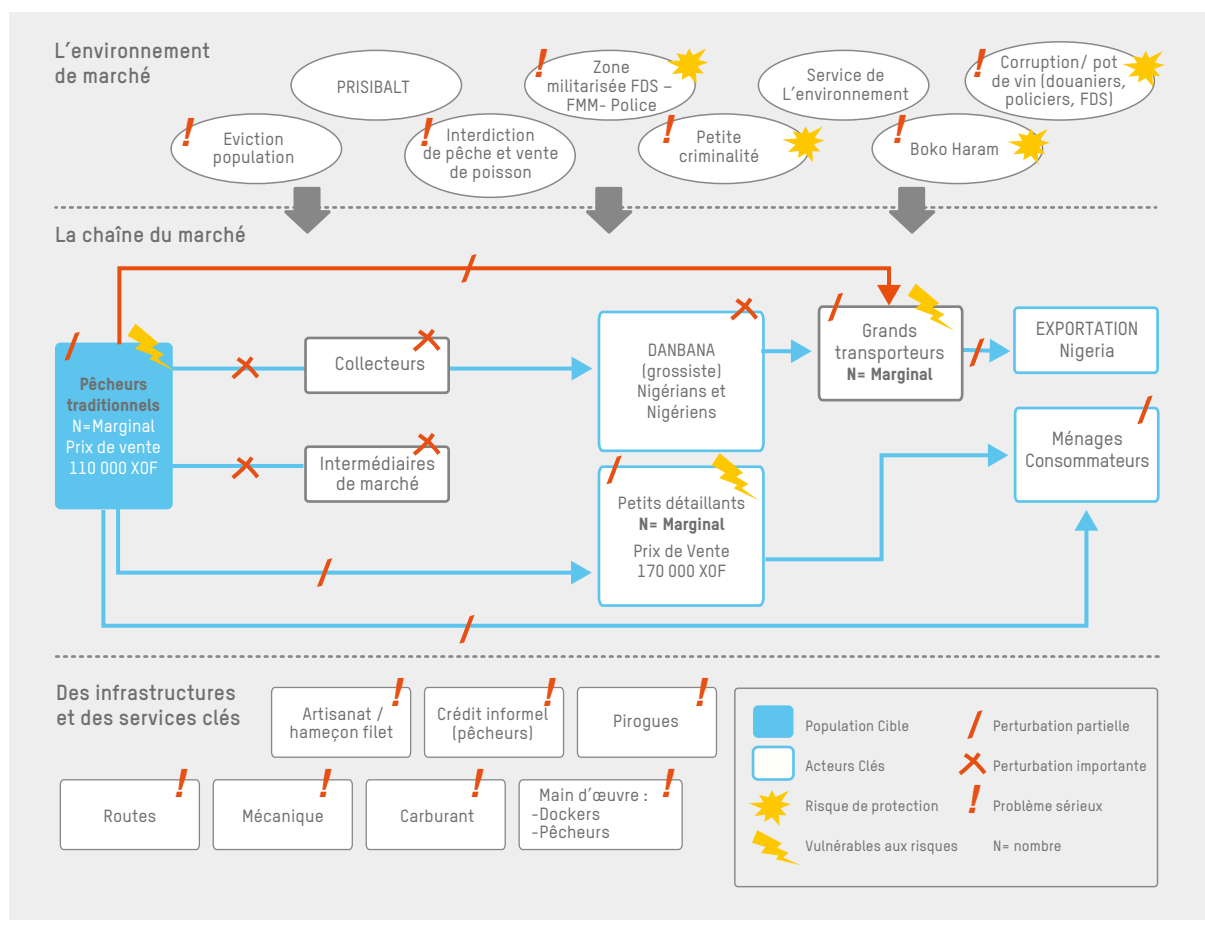 L'environnement
de marché
PRISIBALT
Zone
militarisée FDS –
FMM- Police
Service de
L'environnement
Corruption/ pot
de vin (douaniers,
policiers, FDS)
Eviction
population
Interdiction
de pêche et vente
de poisson
Petite
criminalité
Boko Haram
La chaîne du marché
Pêcheurs
traditionnels
N=Marginal
Prix de vente
110 000 XOF
Collecteurs
Intermédiaires
de marché
DANBANA
(grossiste)
Nigérians et
Nigériens
Petits détaillants
N= Marginal
Prix de Vente
170 000 XOF
Grands
transporteurs
N= Marginal
EXPORTATION
Nigeria
Ménages
Consommateurs
Des infrastructures
et des services clés
Artisanat /
hameçon filet
Crédit informel
(pêcheurs)
Pirogues
Routes
Mécanique
Carburant
Main d'œuvre :
-Dockers
-Pêcheurs
Population Cible
Acteurs Clés
Risque de protection
Vulnérables aux risques
Perturbation partielle
Perturbation importante
Problème sérieux
N= nombre